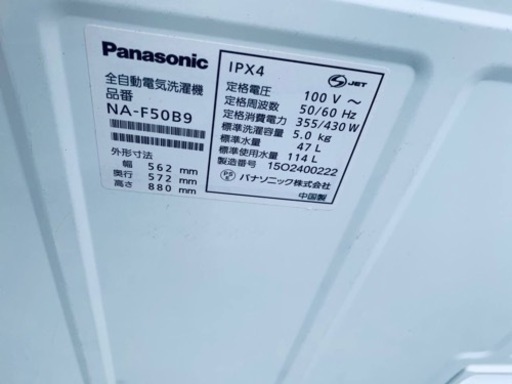 Panasonic
全自動電気洗濯機
品番
NA-F50B9
外形寸法
幅 562 mm
奥行 572 mm
高さ 880 mm
IPX4
JET
定格電圧 100 V ~
定格周波数 50/60 Hz
定格消費電力 355/430 W
標準洗濯容量 5.0 kg
標準水量 47 L
標準使用水量 114 L
製造番号 15O2400222
PS E パナソニック株式会社
中国製